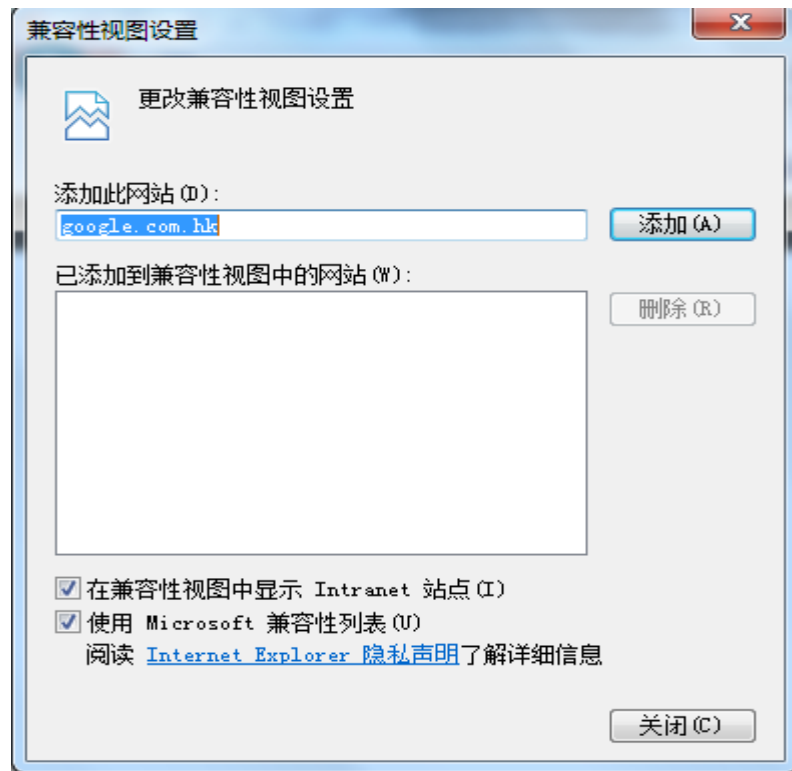 兼容性视图设置
更改兼容性视图设置
添加此网站(D):
google.com.hk
添加(A)
已添加到兼容性视图中的网站(W):
删除(R)
在兼容性视图中显示 Intranet 站点(I)
使用 Microsoft 兼容性列表(U)
阅读 Internet Explorer 隐私声明了解详细信息
关闭(C)